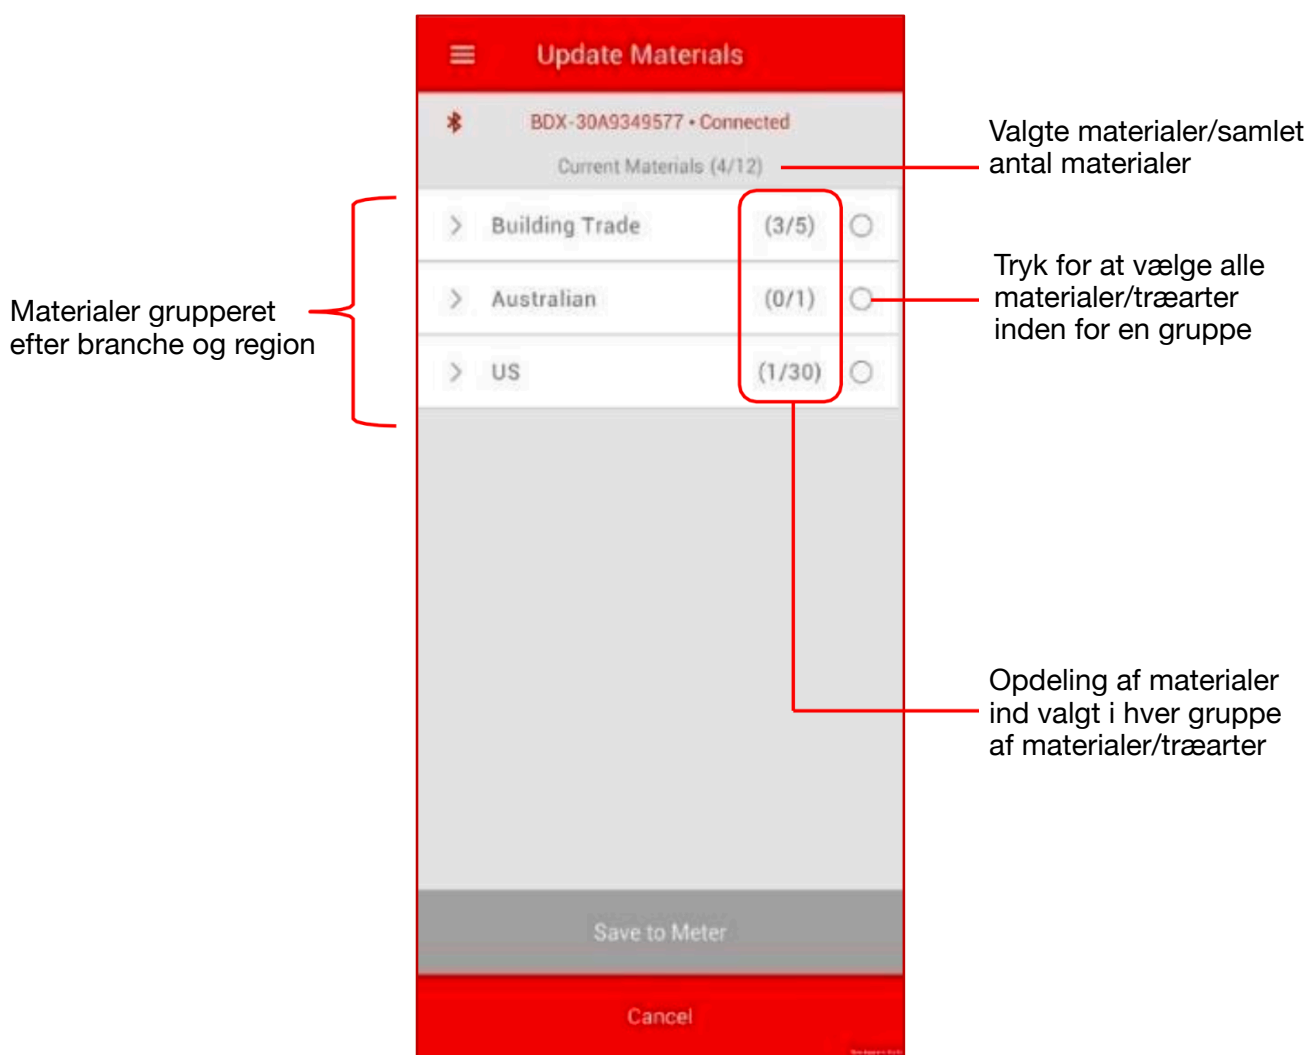 Update Materials
BDX-30A9349577 • Connected
Current Materials (4/12)
Valgte materialer/samlet
antal materialer
Building Trade (3/5)
Australian (0/1)
US (1/30)
Tryk for at vælge alle
materialer/træarter
inden for en gruppe
Materialer grupperet
efter branche og region
Opdeling af materialer
ind valgt i hver gruppe
af materialer/træarter
Save to Meter
Cancel